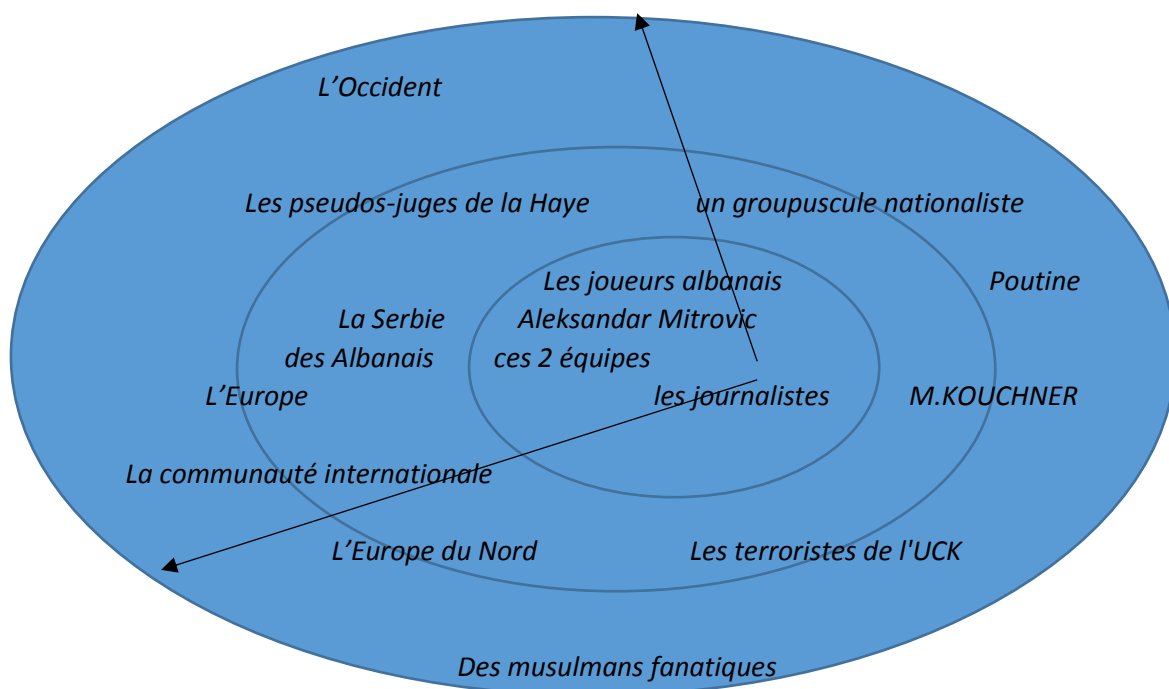 L’Occident
Les pseudos-juges de la Haye
un groupuscule nationaliste
Les joueurs albanais
Poutine
La Serbie
Aleksandar Mitrovic
des Albanais
ces 2 équipes
L’Europe
les journalistes
M.KOUCHNER
La communauté internationale
L’Europe du Nord
Les terroristes de l'UCK
Des musulmans fanatiques